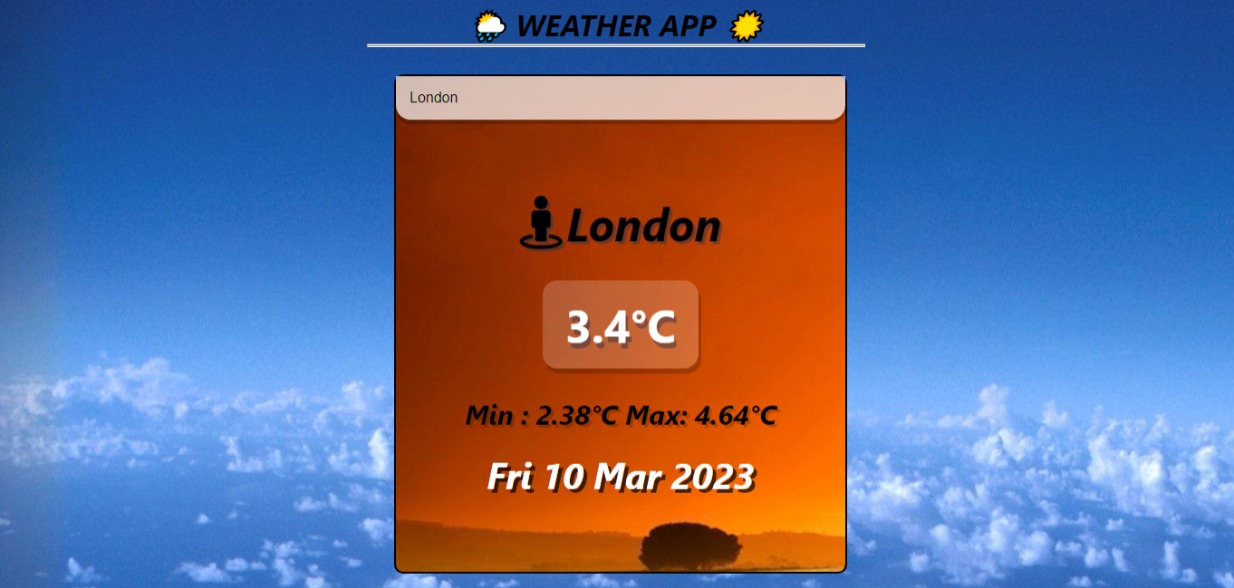 WEATHER APP
London
London
3.4°C
Min : 2.38°C Max: 4.64°C
Fri 10 Mar 2023